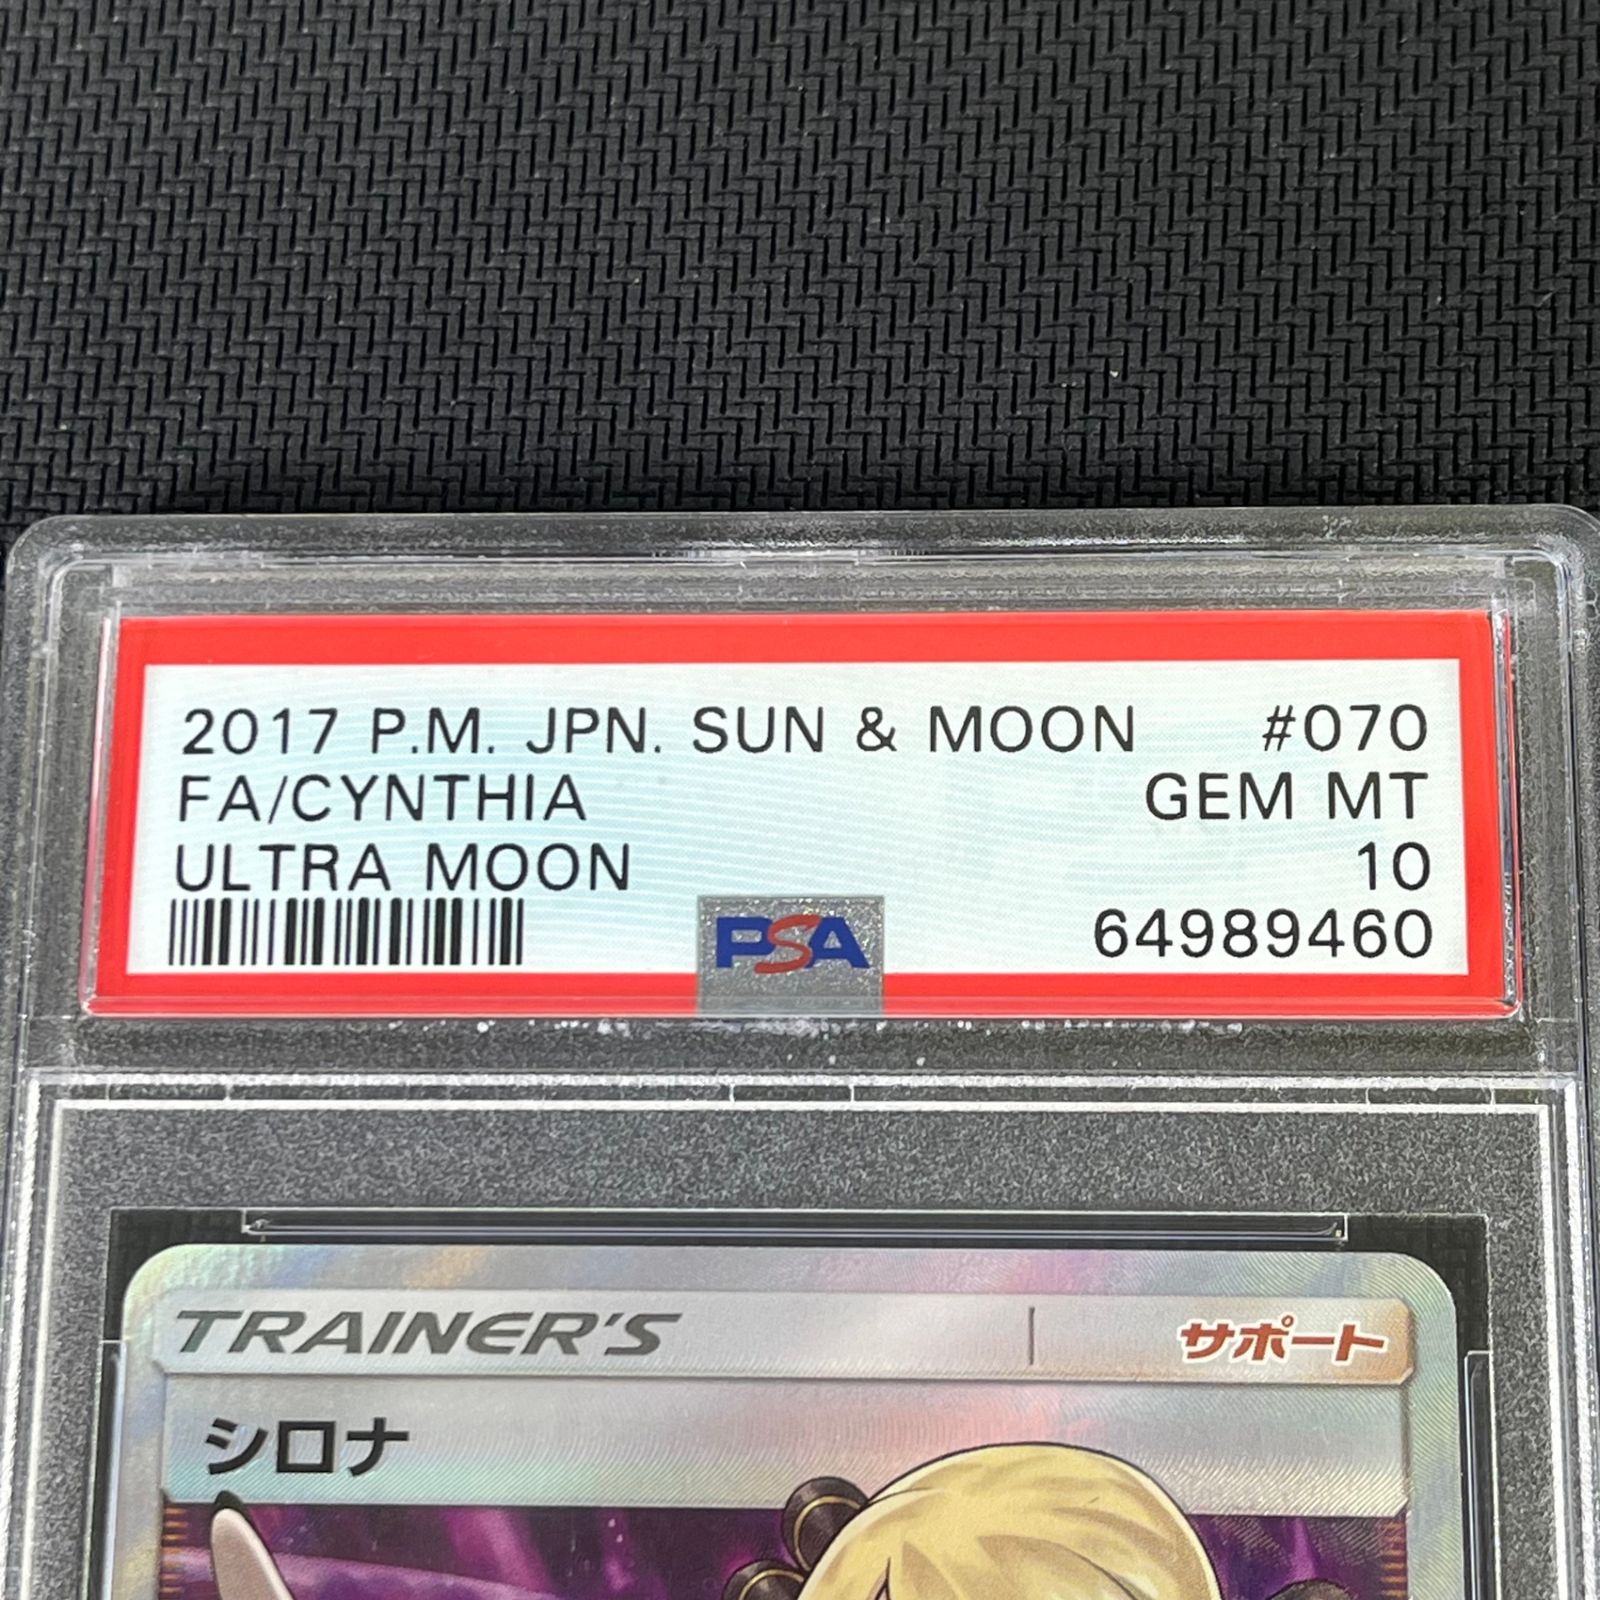 2017 P.M. JPN. SUN & MOON #070
FA/CYNTHIA GEM MT
ULTRA MOON 10
PSA 64989460
TRAINER'S サポート
シロナ